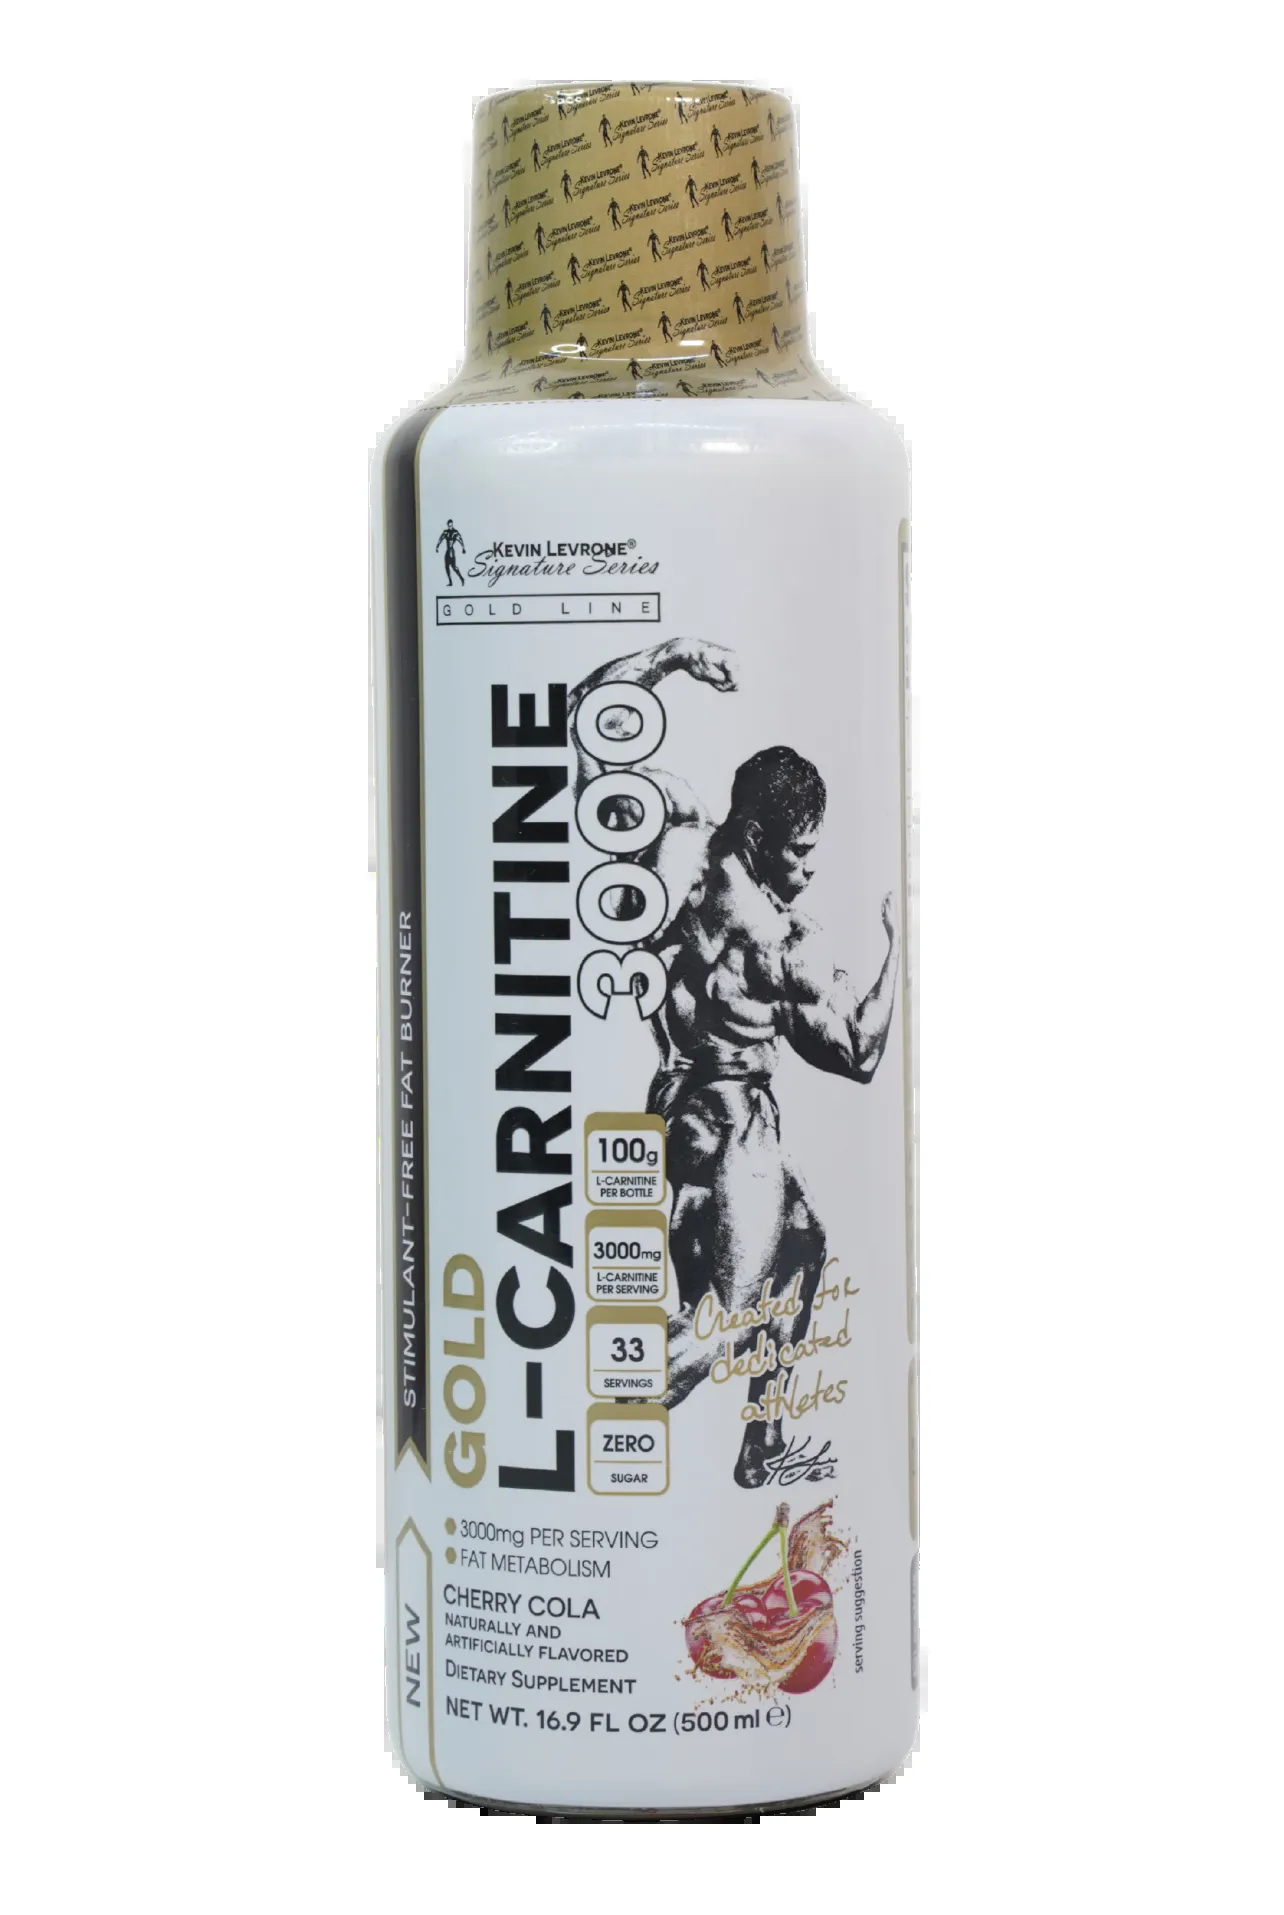 KEVIN LEVRONE®
Signature Series
GOLD LINE
GOLD
L-CARNITINE
3000
STIMULANT-FREE FAT BURNER
NEW
100g
L-CARNITINE
PER BOTTLE
3000mg
L-CARNITINE
PER SERVING
33
SERVINGS
ZERO
SUGAR
Created for
dedicated
athletes
3000mg PER SERVING
FAT METABOLISM
CHERRY COLA
NATURALLY AND
ARTIFICIALLY FLAVORED
DIETARY SUPPLEMENT
NET WT. 16.9 FL OZ (500 ml ℮)
serving suggestion